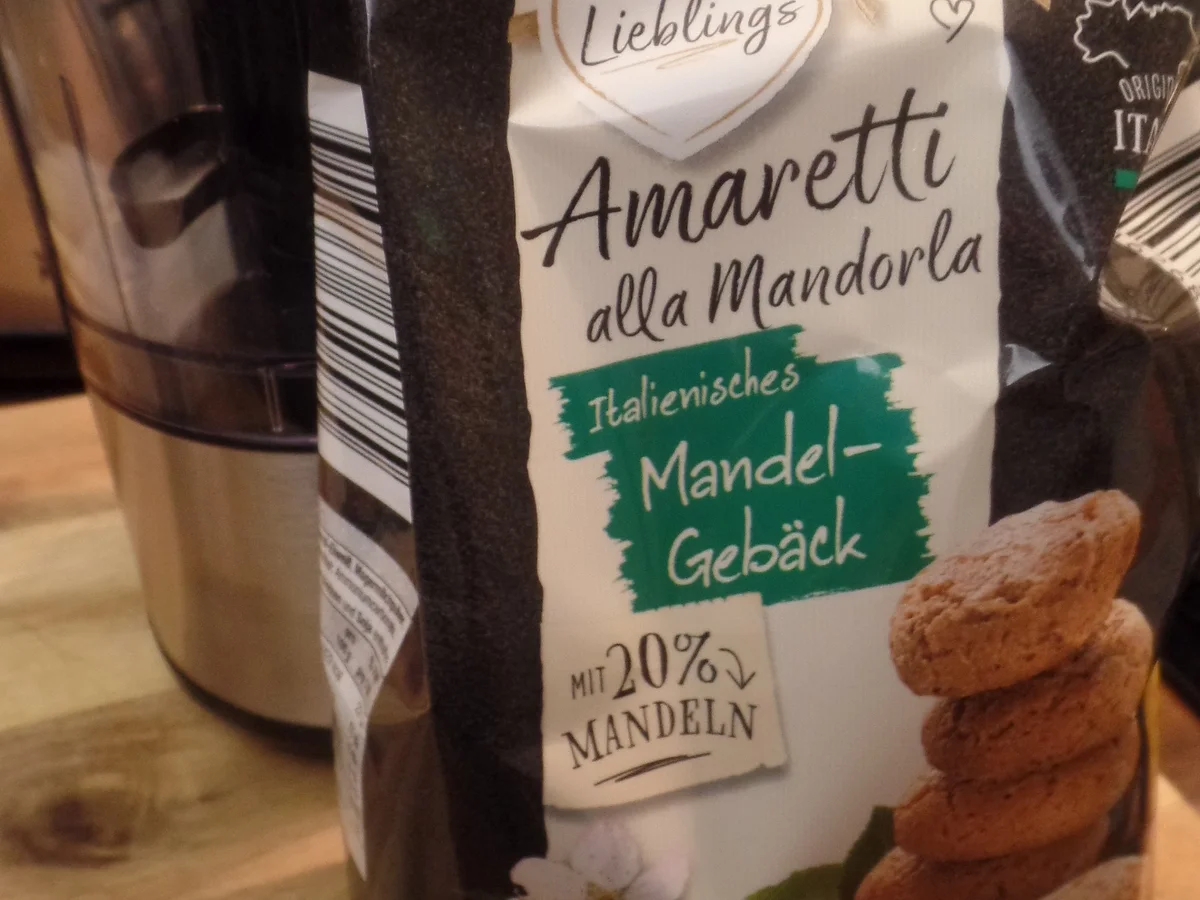 Lieblings
Amaretti
alla Mandorla
Italienisches
Mandel-
Gebäck
MIT 20%
MANDELN